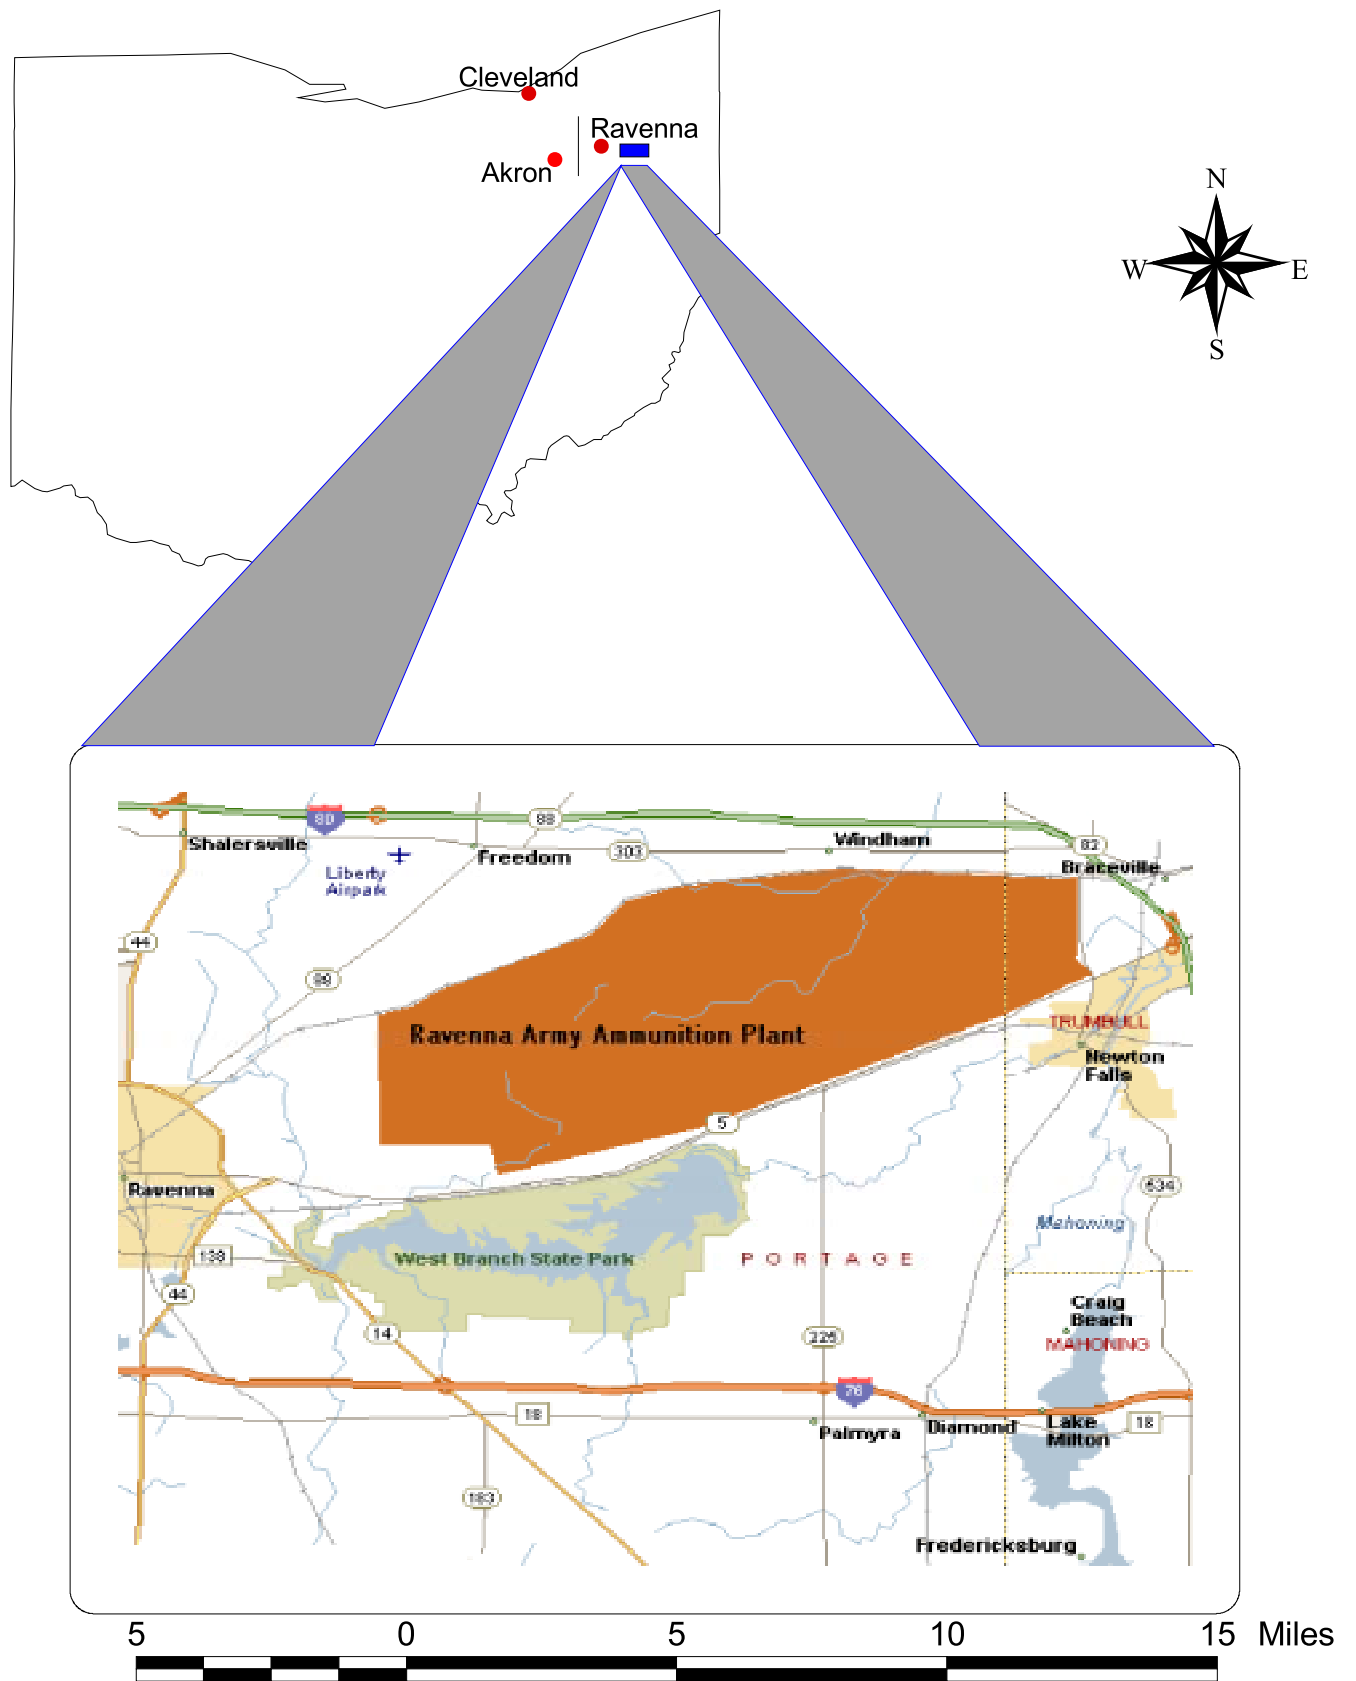 Cleveland
Ravenna
Akron
N
W
E
S
80
88
Shalersville
Freedom
303
Windham
82
Braceville
Liberty
Airpark
44
88
Ravenna Army Ammunition Plant
TRUMBULL
Newton
Falls
5
Ravenna
534
Mahoning
138
West Branch State Park
PORTAGE
44
14
Craig
Beach
MAHONING
225
76
18
Palmyra
Diamond
Lake
Milton
18
183
Fredericksburg
5
0
5
10
15
Miles